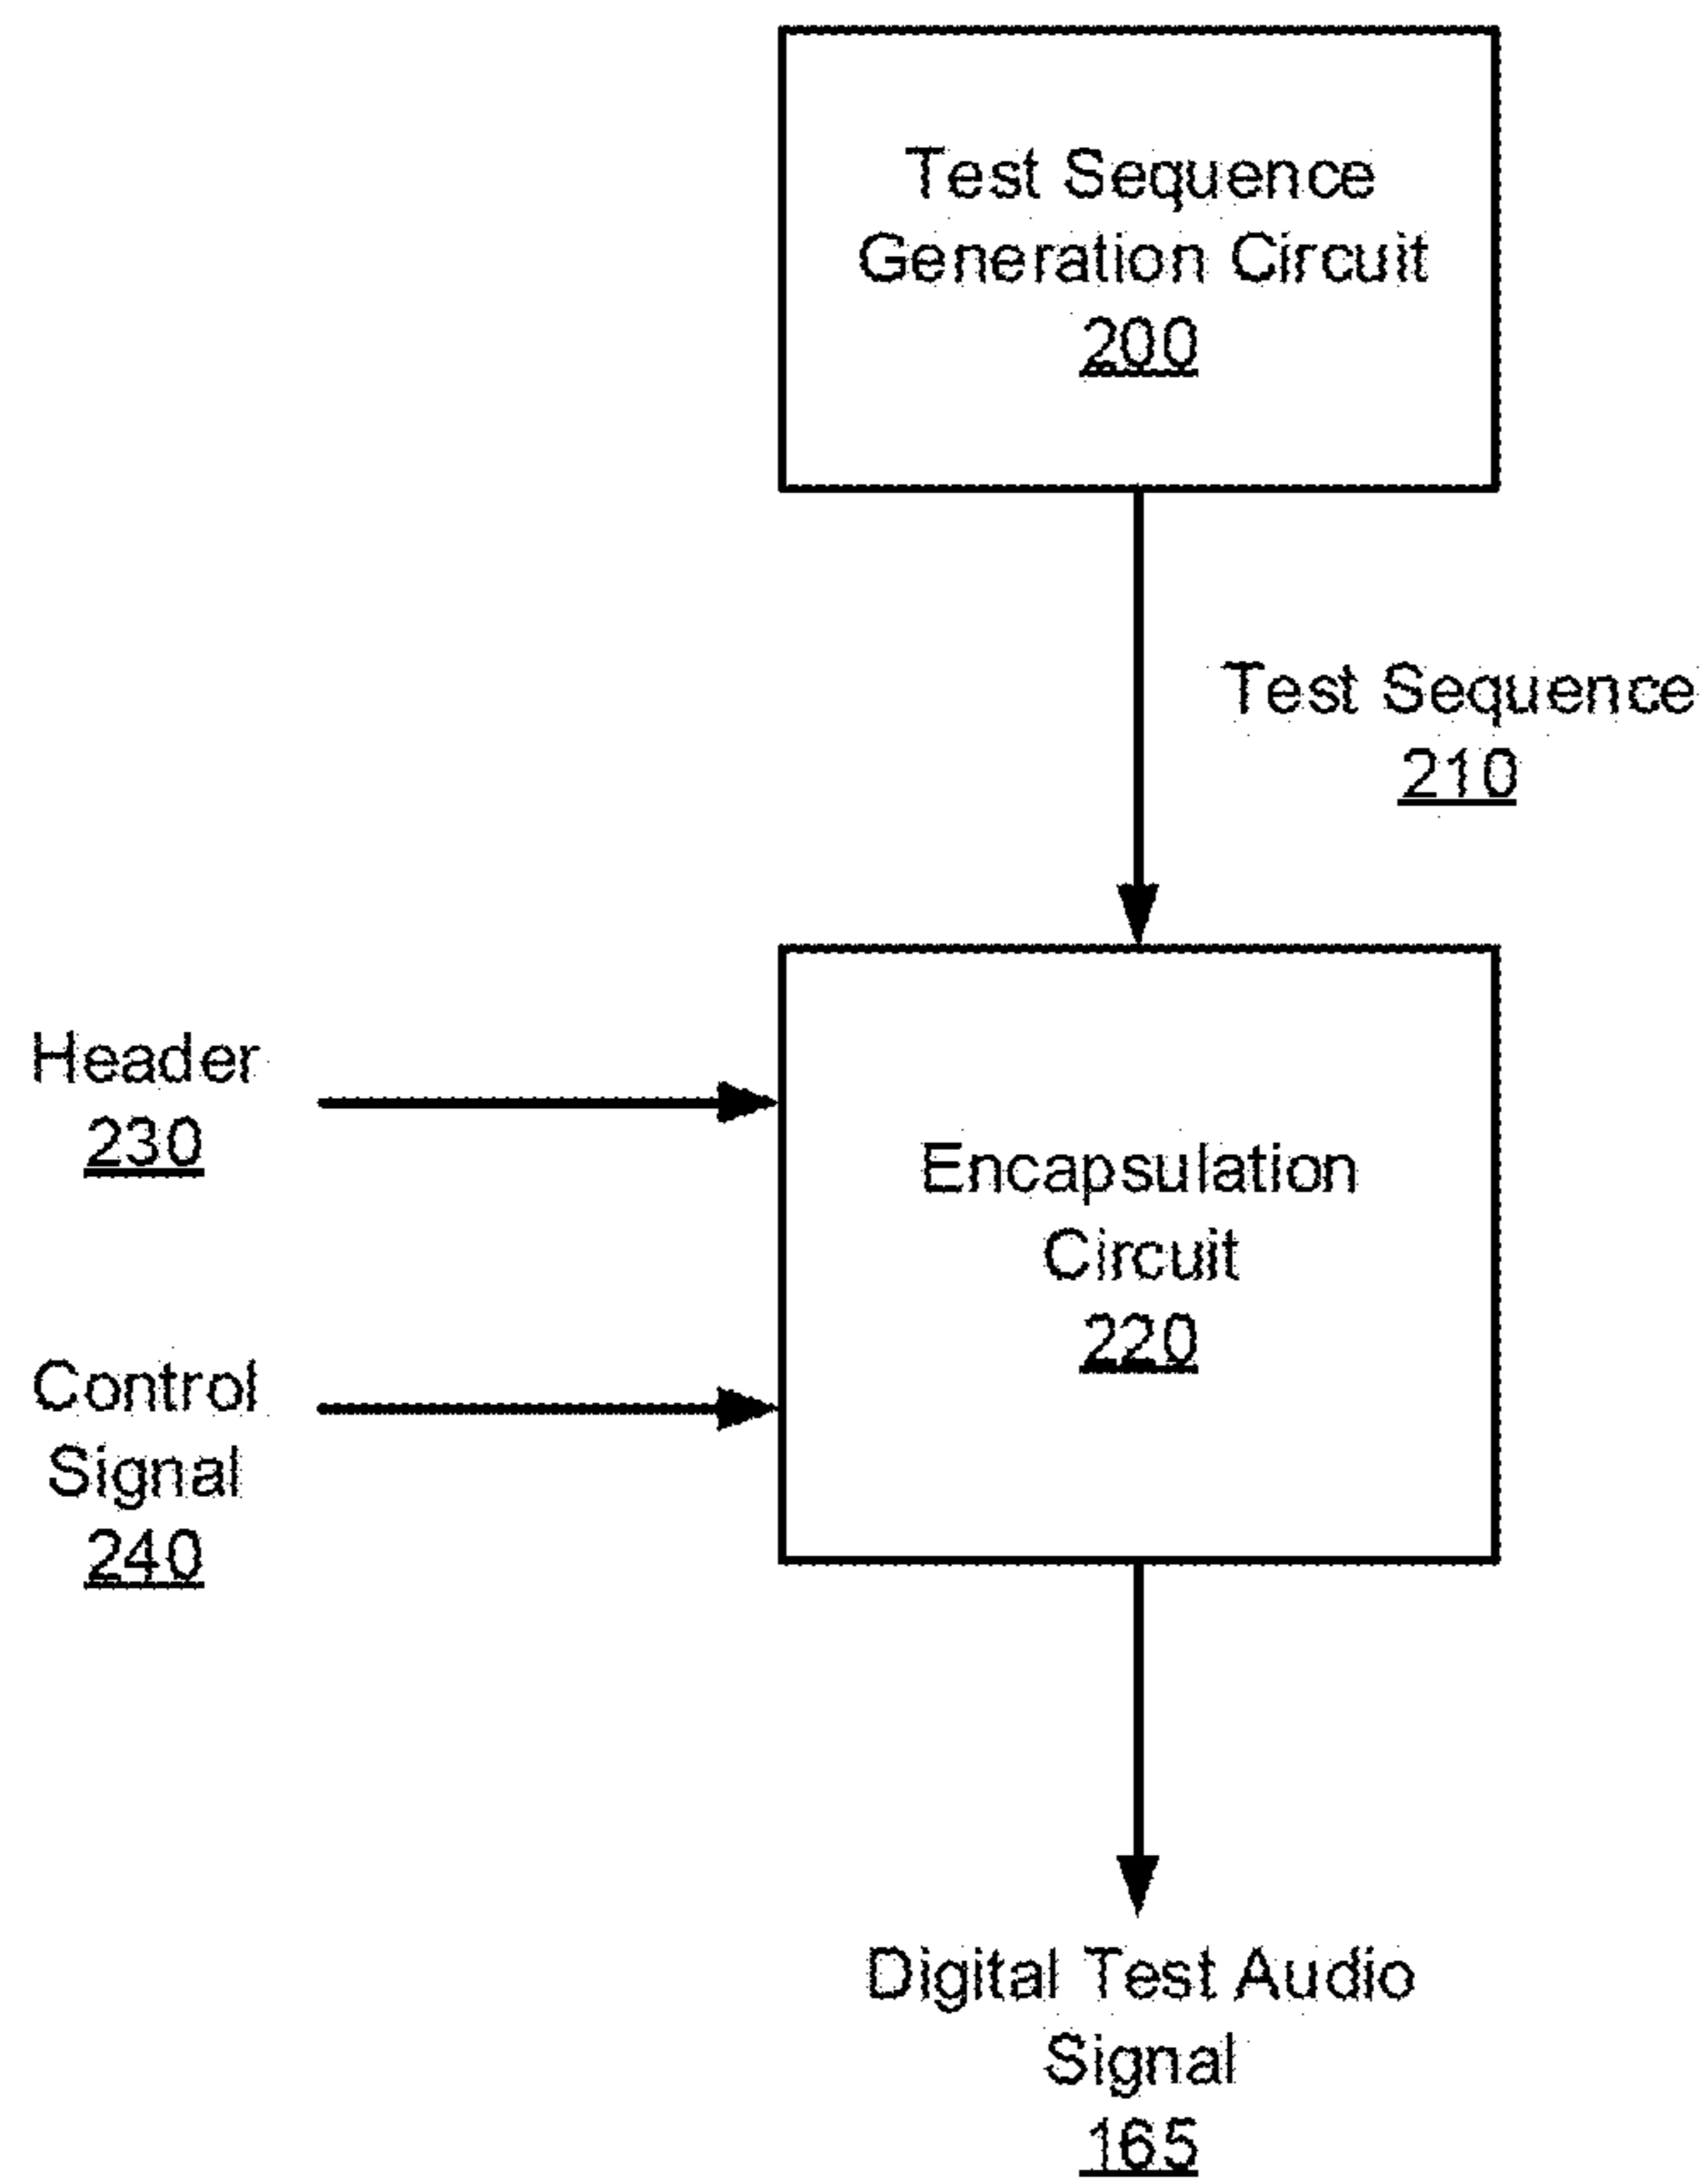 Test Sequence
Generation Circuit
200
Test Sequence
210
Header
230
Encapsulation
Circuit
220
Control
Signal
240
Digital Test Audio
Signal
165